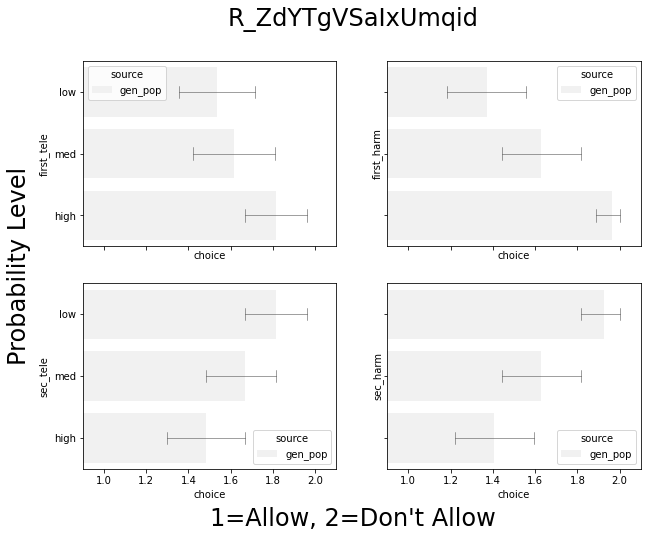 R_ZdYTgVSaIxUmqid
source
gen_pop
low
med
high
first_tele
choice
source
gen_pop
first_harm
choice
Probability Level
low
med
high
sec_tele
source
gen_pop
1.0 1.2 1.4 1.6 1.8 2.0
choice
sec_harm
source
gen_pop
1.0 1.2 1.4 1.6 1.8 2.0
choice
1=Allow, 2=Don't Allow